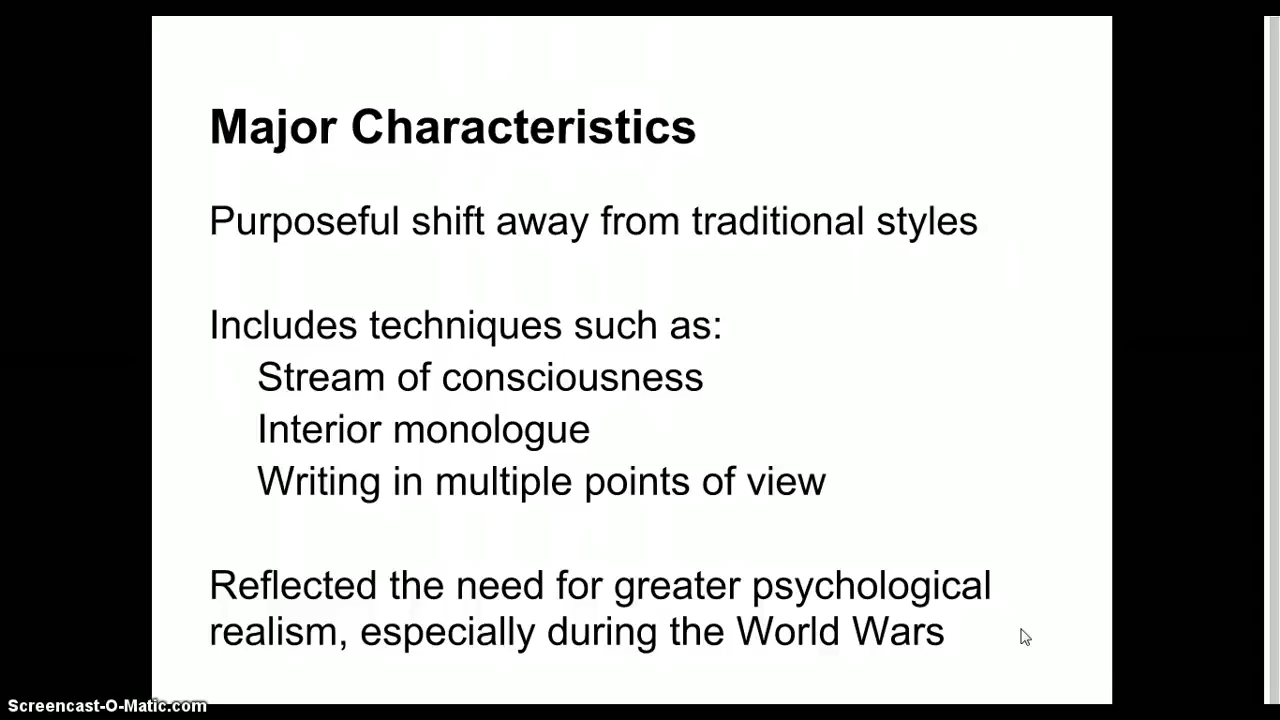 Major Characteristics
Purposeful shift away from traditional styles
Includes techniques such as:
Stream of consciousness
Interior monologue
Writing in multiple points of view
Reflected the need for greater psychological
realism, especially during the World Wars
Screencast-O-Matic.com